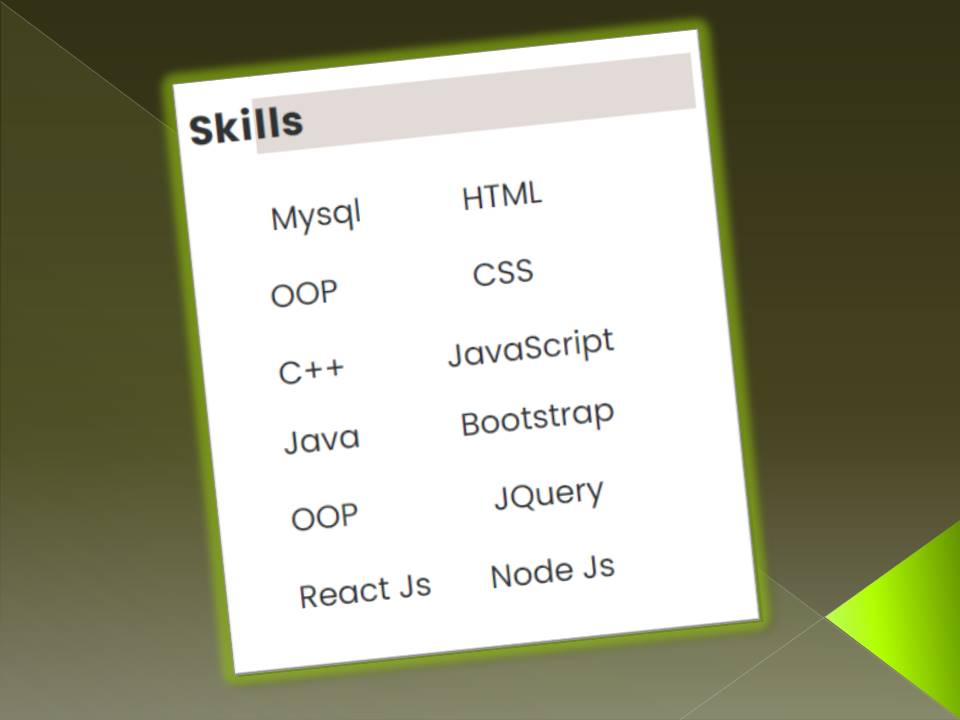 Skills
Mysql HTML
OOP CSS
C++ JavaScript
Java Bootstrap
OOP JQuery
React Js Node Js